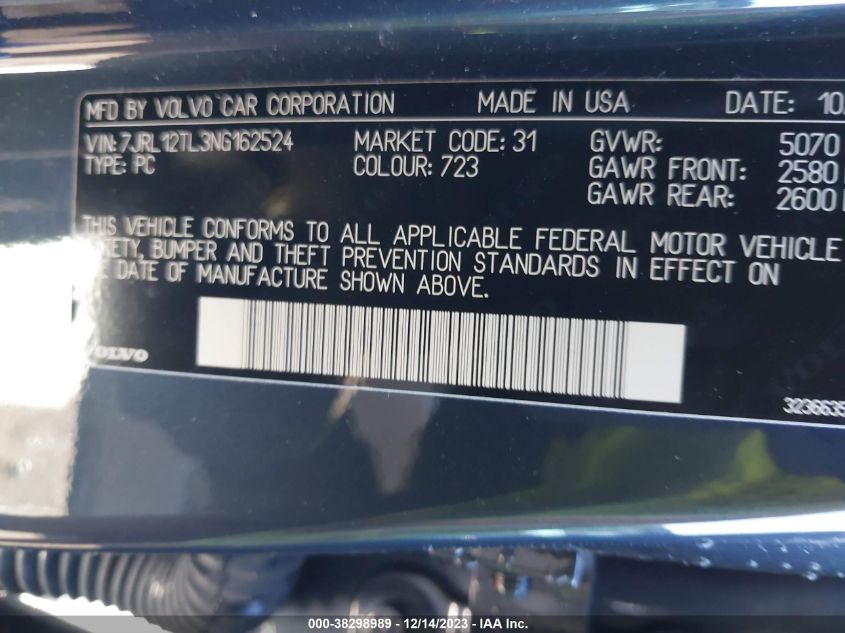 MFD BY VOLVO CAR CORPORATION MADE IN USA DATE: 10
VIN: 7JRL12TL3NG162524 MARKET CODE: 31 GVWR: 5070
TYPE: PC COLOUR: 723 GAWR FRONT: 2580
GAWR REAR: 2600
THIS VEHICLE CONFORMS TO ALL APPLICABLE FEDERAL MOTOR VEHICLE
BUMPER AND THEFT PREVENTION STANDARDS IN EFFECT ON
DATE OF MANUFACTURE SHOWN ABOVE.
VOLVO
3236635
000-38298989 - 12/14/2023 - IAA Inc.